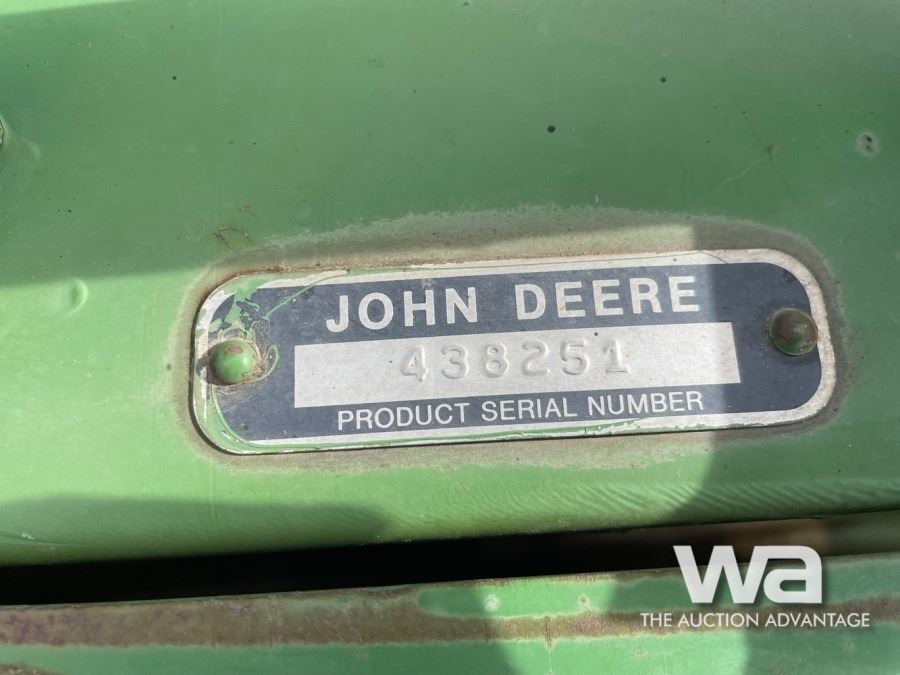 JOHN DEERE
438251
PRODUCT SERIAL NUMBER
wa
THE AUCTION ADVANTAGE